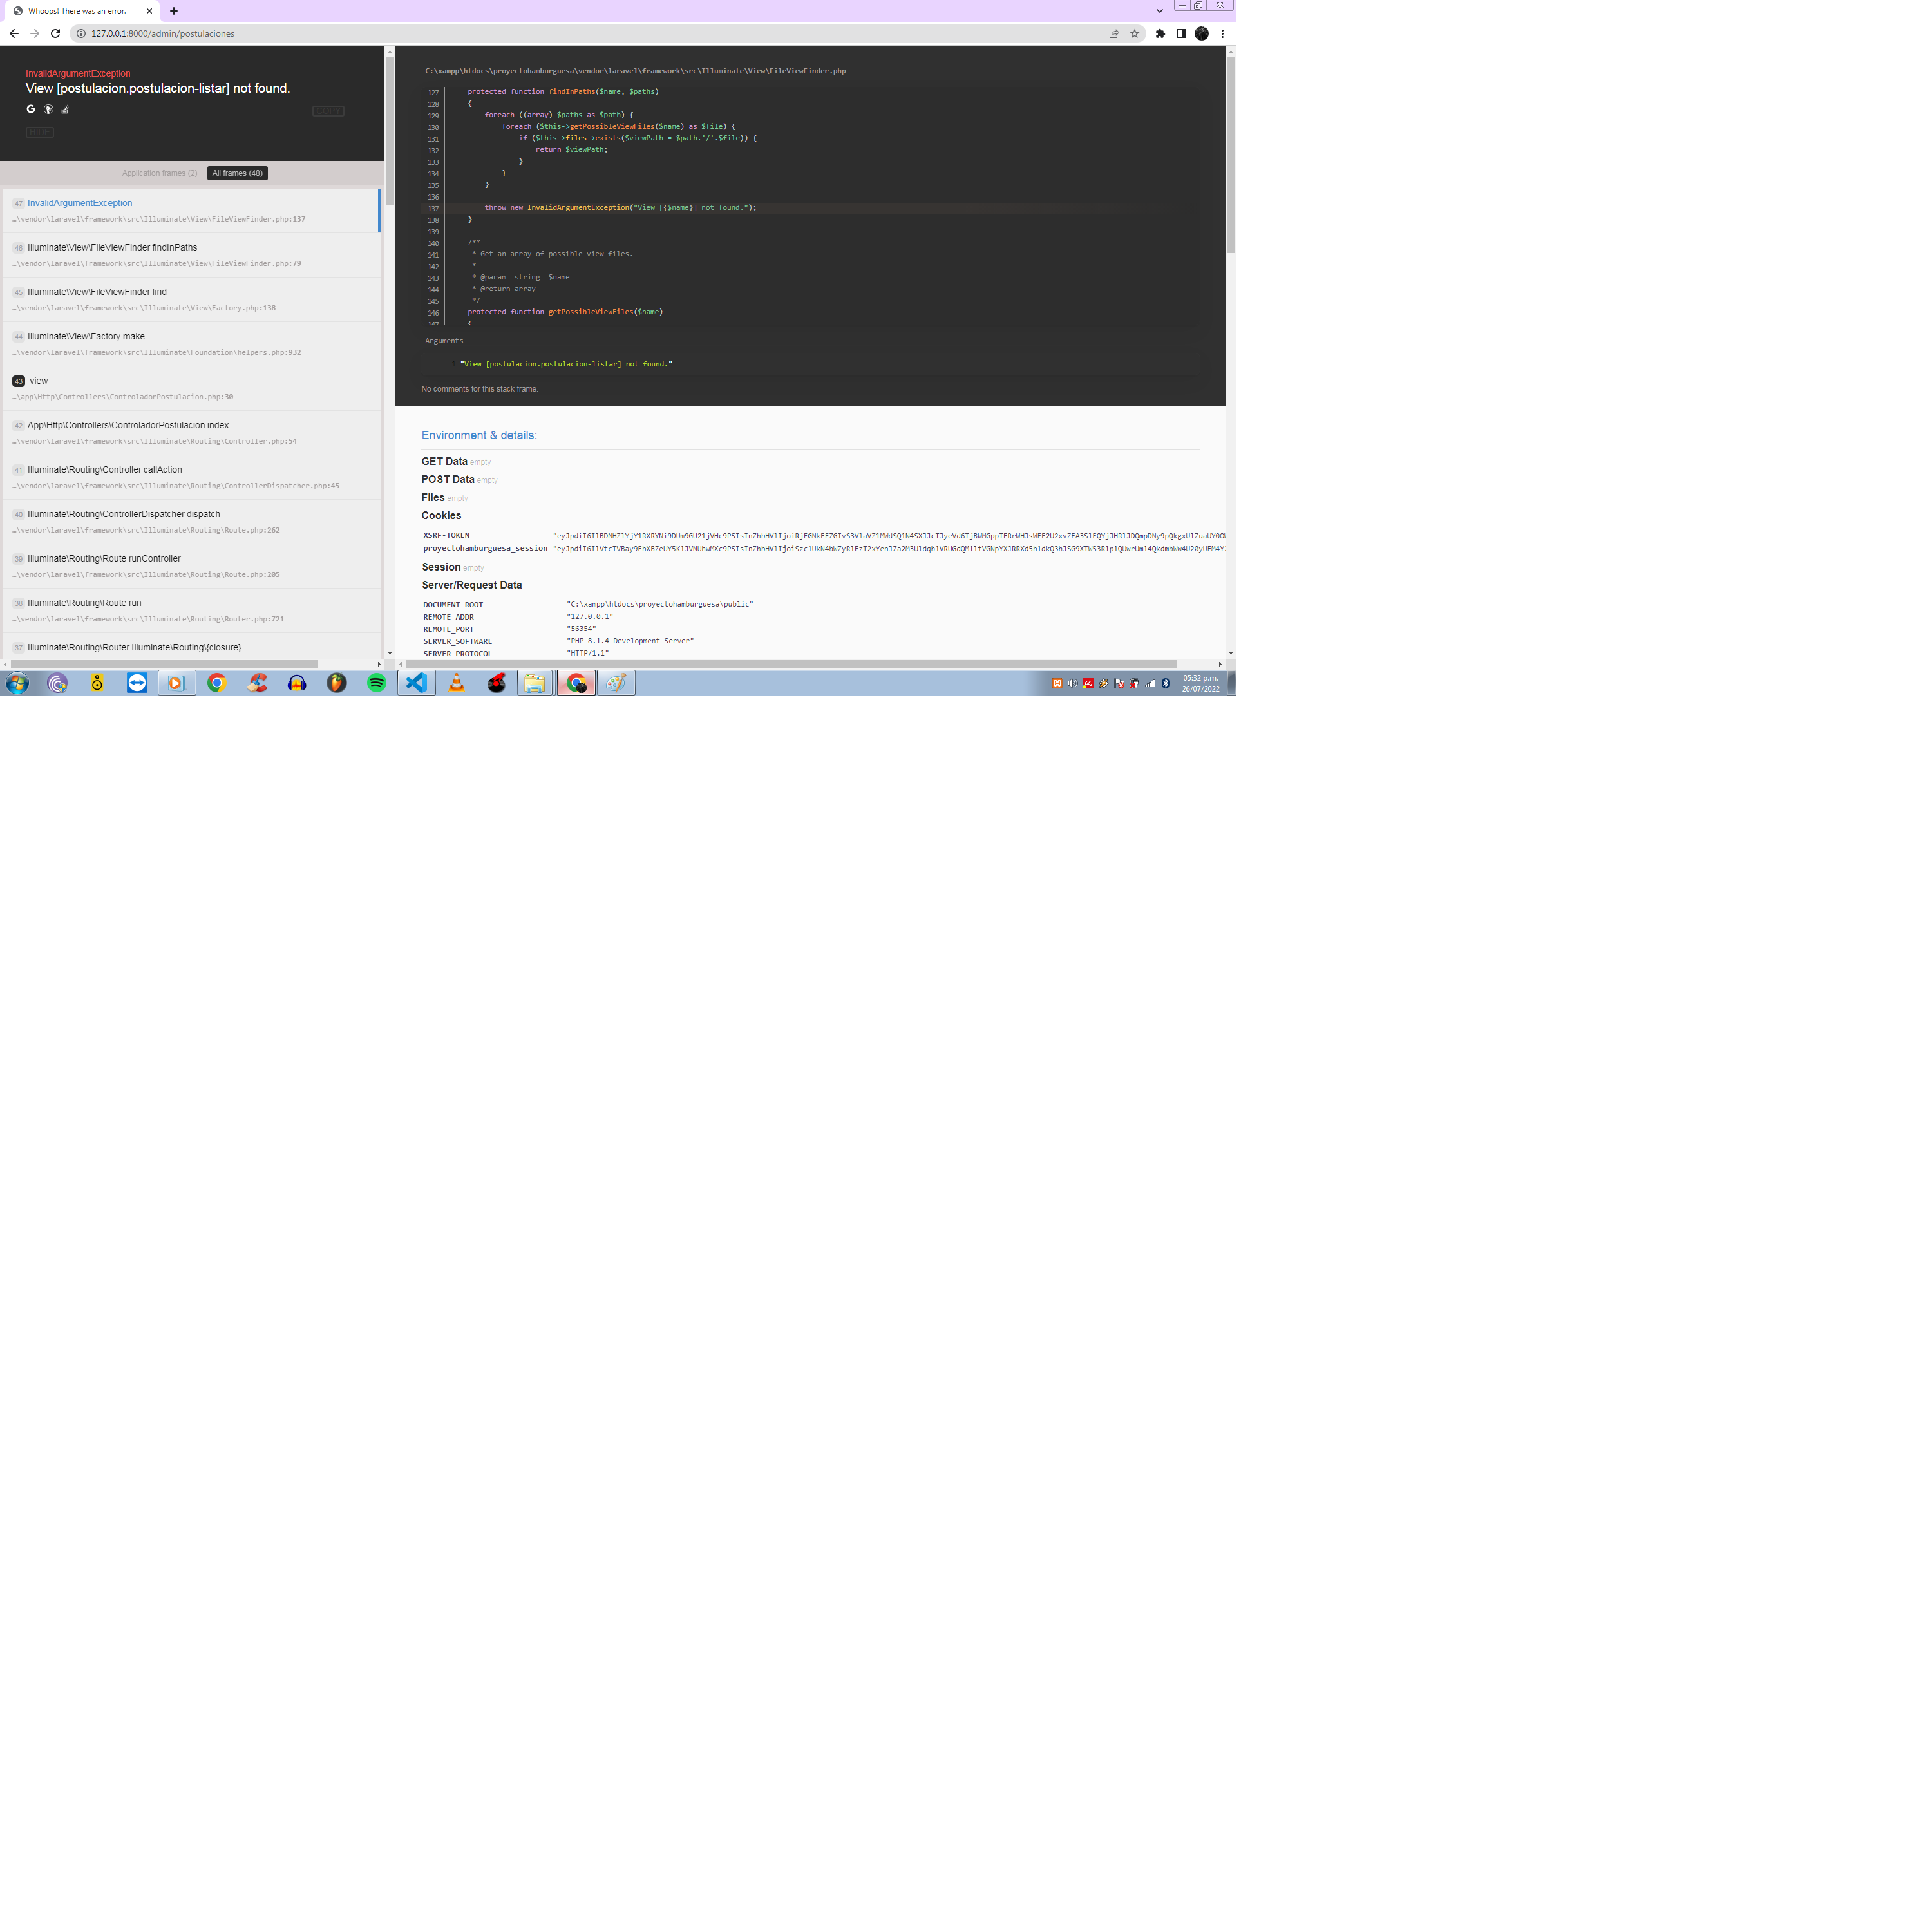 Whoops! There was an error.
127.0.0.1:8000/admin/postulaciones
InvalidArgumentException
View [postulacion.postulacion-listar] not found.
COPY
HIDE
Application frames (2)
All frames (48)
47 InvalidArgumentException
…\vendor\laravel\framework\src\Illuminate\View\FileViewFinder.php:137
46 Illuminate\View\FileViewFinder findInPaths
…\vendor\laravel\framework\src\Illuminate\View\FileViewFinder.php:79
45 Illuminate\View\FileViewFinder find
…\vendor\laravel\framework\src\Illuminate\View\Factory.php:138
44 Illuminate\View\Factory make
…\vendor\laravel\framework\src\Illuminate\Foundation\helpers.php:932
43 view
…\app\Http\Controllers\ControladorPostulacion.php:30
42 App\Http\Controllers\ControladorPostulacion index
…\vendor\laravel\framework\src\Illuminate\Routing\Controller.php:54
41 Illuminate\Routing\Controller callAction
…\vendor\laravel\framework\src\Illuminate\Routing\ControllerDispatcher.php:45
40 Illuminate\Routing\ControllerDispatcher dispatch
…\vendor\laravel\framework\src\Illuminate\Routing\Route.php:262
39 Illuminate\Routing\Route runController
…\vendor\laravel\framework\src\Illuminate\Routing\Route.php:205
38 Illuminate\Routing\Route run
…\vendor\laravel\framework\src\Illuminate\Routing\Router.php:721
37 Illuminate\Routing\Router Illuminate\Routing\{closure}
C:\xampp\htdocs\proyectohamburguesa\vendor\laravel\framework\src\Illuminate\View\FileViewFinder.php
127 protected function findInPaths($name, $paths)
128 {
129 foreach ((array) $paths as $path) {
130 foreach ($this->getPossibleViewFiles($name) as $file) {
131 if ($this->files->exists($viewPath = $path.'/'.$file)) {
132 return $viewPath;
133 }
134 }
135 }
136
137 throw new InvalidArgumentException("View [{$name}] not found.");
138 }
139
140 /**
141 * Get an array of possible view files.
142 *
143 * @param  string  $name
144 * @return array
145 */
146 protected function getPossibleViewFiles($name)
147 {
Arguments
"View [postulacion.postulacion-listar] not found."
No comments for this stack frame.
Environment & details:
GET Data empty
POST Data empty
Files empty
Cookies
XSRF-TOKEN
proyectohamburguesa_session
Session empty
Server/Request Data
DOCUMENT_ROOT "C:\xampp\htdocs\proyectohamburguesa\public"
REMOTE_ADDR "127.0.0.1"
REMOTE_PORT "56354"
SERVER_SOFTWARE "PHP 8.1.4 Development Server"
SERVER_PROTOCOL "HTTP/1.1"
05:32 p.m.
26/07/2022